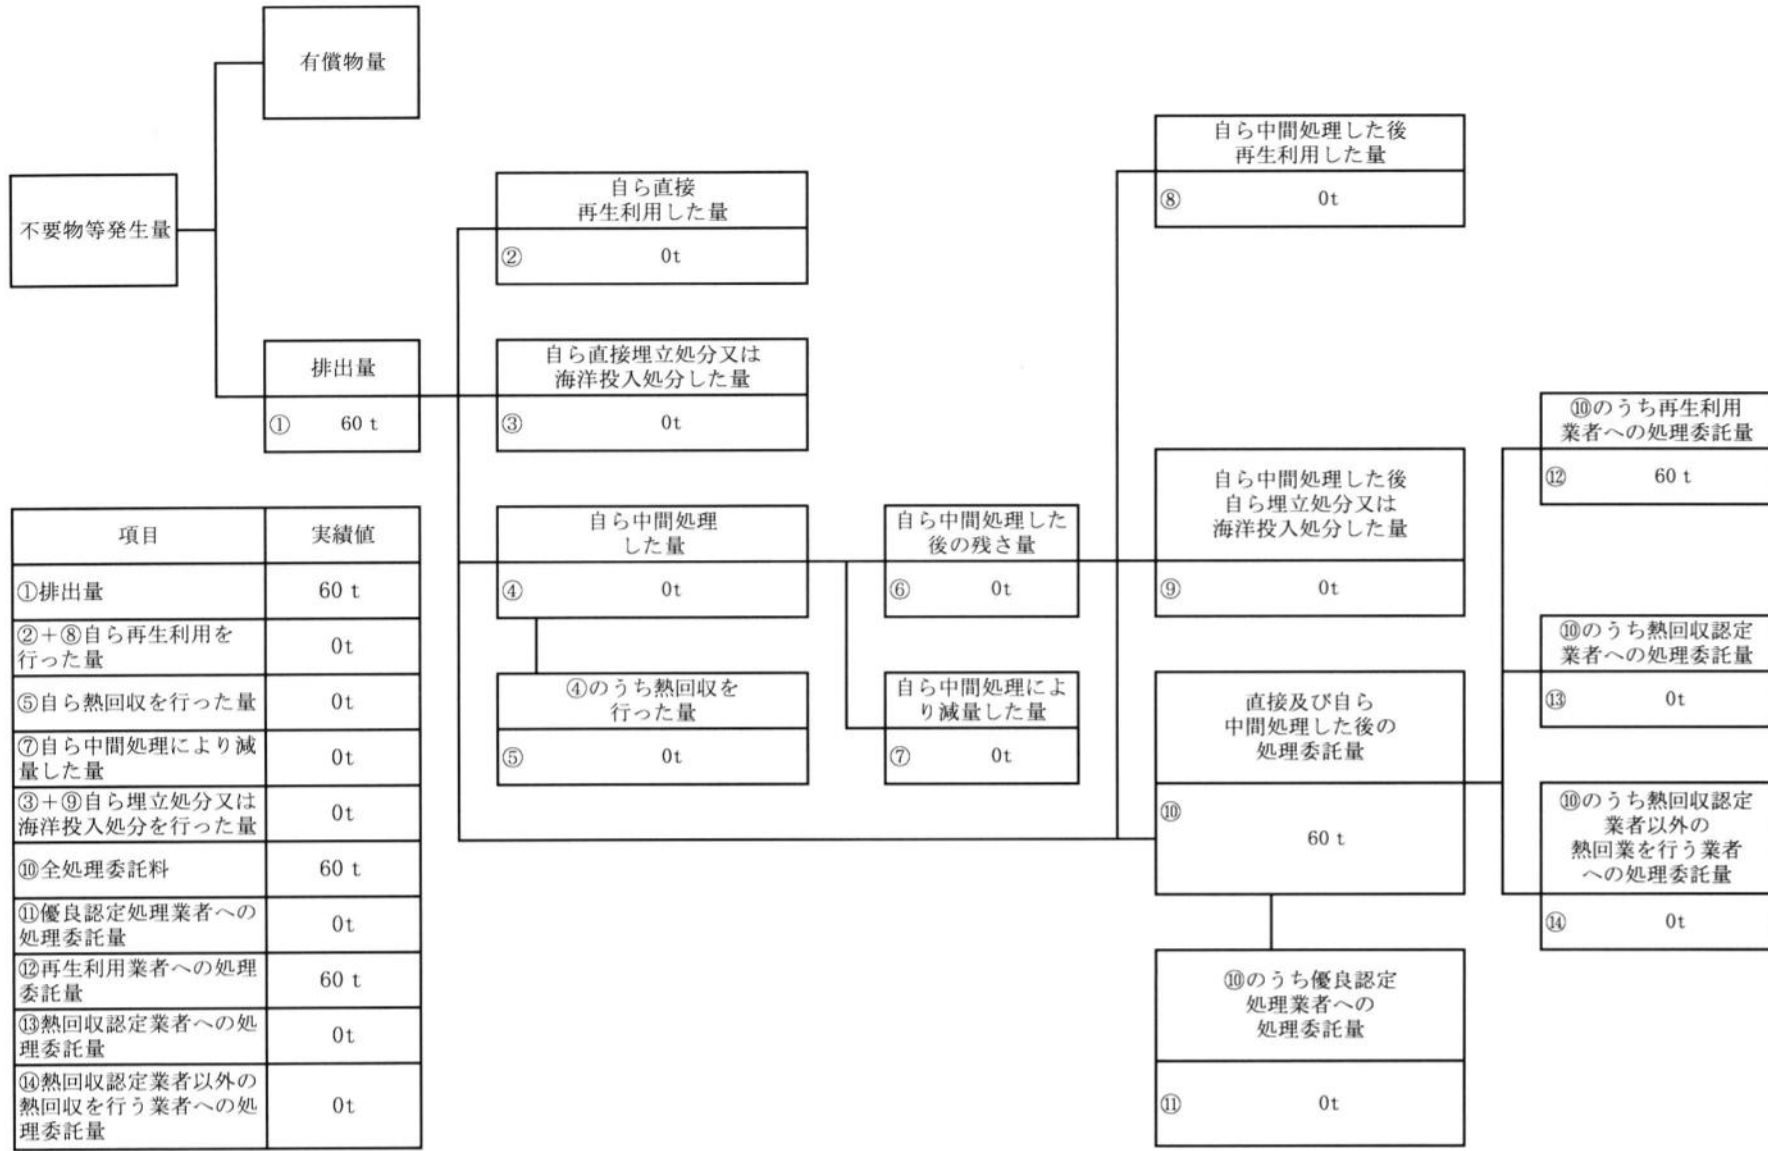 有償物量
不要物等発生量
排出量
① 60 t
自ら直接
再生利用した量
② 0t
自ら直接埋立処分又は
海洋投入処分した量
③ 0t
自ら中間処理
した量
④ 0t
④のうち熱回収を
行った量
⑤ 0t
自ら中間処理した
後の残さ量
⑥ 0t
自ら中間処理によ
り減量した量
⑦ 0t
自ら中間処理した後
再生利用した量
⑧ 0t
自ら中間処理した後
自ら埋立処分又は
海洋投入処分した量
⑨ 0t
直接及び自ら
中間処理した後の
処理委託量
⑩
60 t
⑩のうち優良認定
処理業者への
処理委託量
⑪ 0t
⑩のうち再生利用
業者への処理委託量
⑫ 60 t
⑩のうち熱回収認定
業者への処理委託量
⑬ 0t
⑩のうち熱回収認定
業者以外の
熱回業を行う業者
への処理委託量
⑭ 0t
項目 実績値
①排出量 60 t
②+⑧自ら再生利用を
行った量 0t
⑤自ら熱回収を行った量 0t
⑦自ら中間処理により減
量した量 0t
③+⑨自ら埋立処分又は
海洋投入処分を行った量 0t
⑩全処理委託料 60 t
⑪優良認定処理業者への
処理委託量 0t
⑫再生利用業者への処理
委託量 60 t
⑬熱回収認定業者への処
理委託量 0t
⑭熱回収認定業者以外の
熱回収を行う業者への処
理委託量 0t